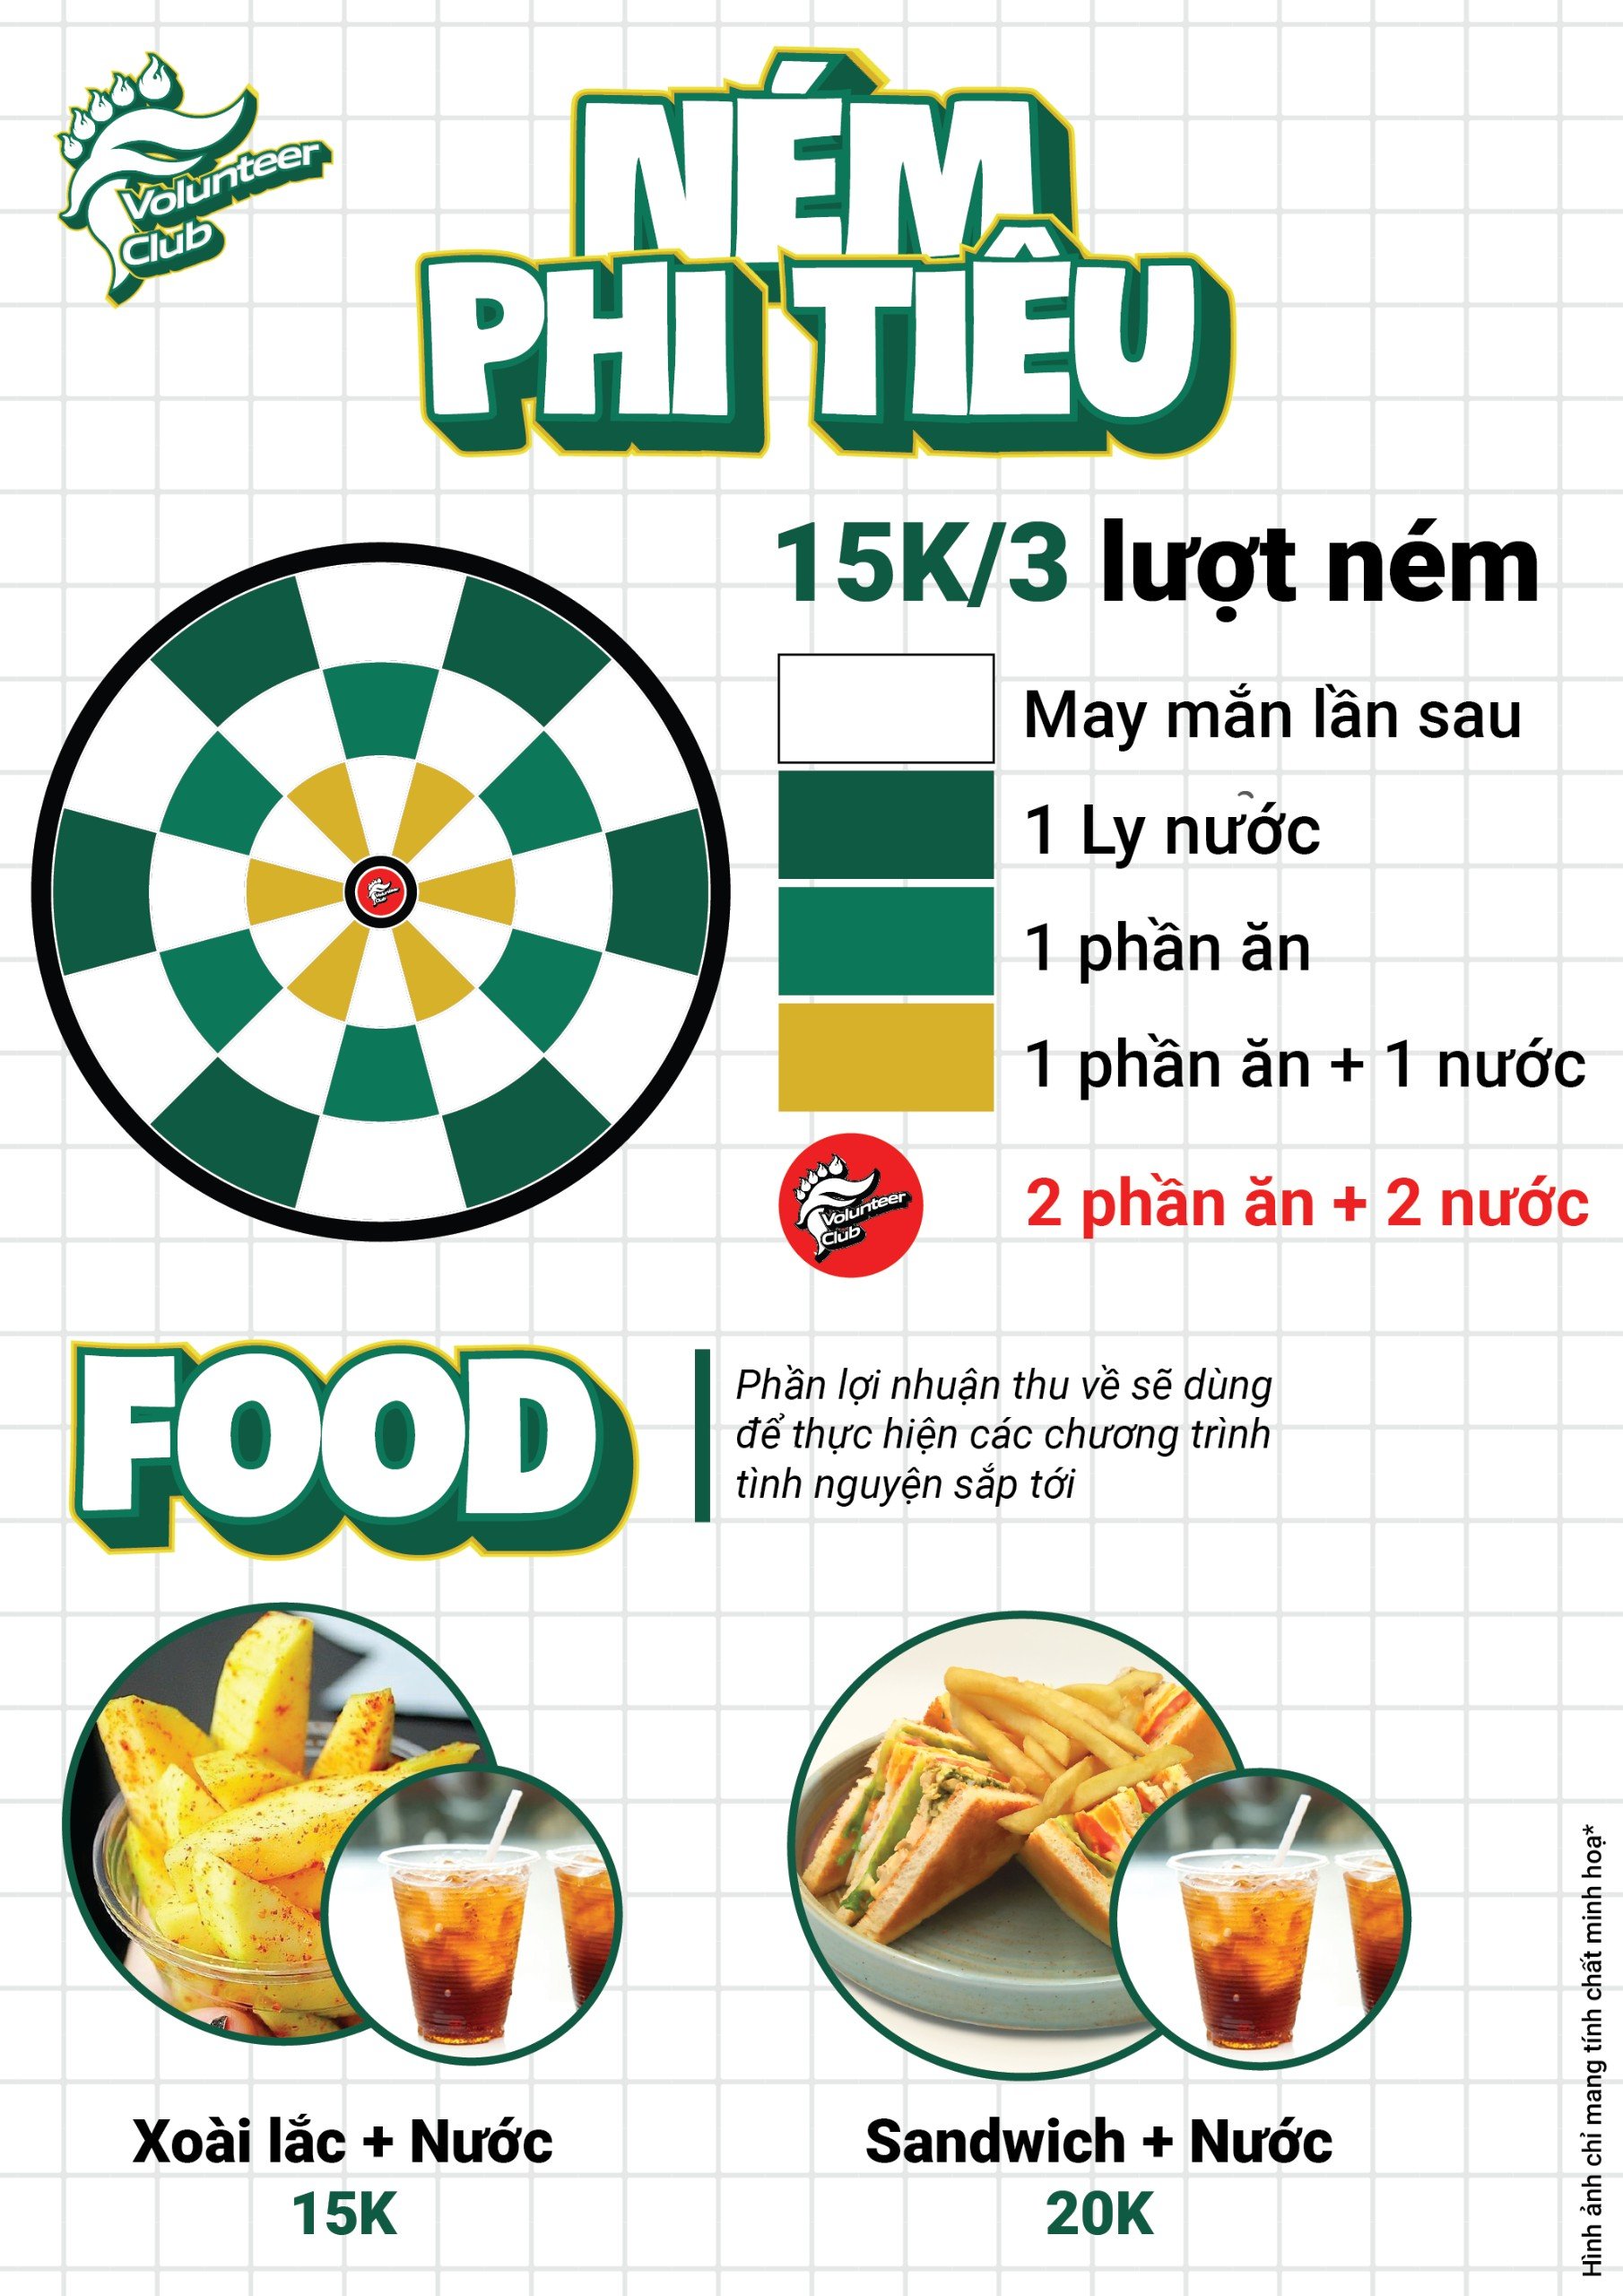 Volunteer
Club
NÉM
PHI TIÊU
15K/3 lượt ném
May mắn lần sau
1 Ly nước
1 phần ăn
1 phần ăn + 1 nước
Volunteer
Club
2 phần ăn + 2 nước
FOOD
Phần lợi nhuận thu về sẽ dùng
để thực hiện các chương trình
tình nguyện sắp tới
Xoài lắc + Nước
15K
Sandwich + Nước
20K
Hình ảnh chỉ mang tính chất minh hoạ*